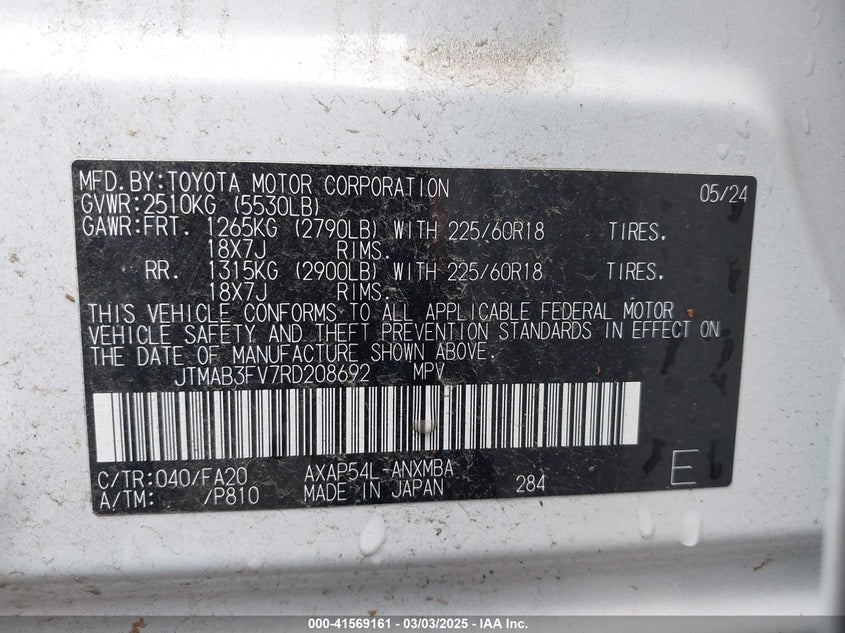 MFD.BY:TOYOTA MOTOR CORPORATION 05/24
GVWR:2510KG (5530LB)
GAWR:FRT. 1265KG (2790LB) WITH 225/60R18 TIRES.
18X7J RIMS.
RR. 1315KG (2900LB) WITH 225/60R18 TIRES.
18X7J RIMS.
THIS VEHICLE CONFORMS TO ALL APPLICABLE FEDERAL MOTOR
VEHICLE SAFETY AND THEFT PREVENTION STANDARDS IN EFFECT ON
THE DATE OF MANUFACTURE SHOWN ABOVE.
JTMAB3FV7RD208692 MPV
C/TR:040/FA20 AXAP54L-ANXMBA
A/TM: /P810 MADE IN JAPAN 284 E
000-41569161 - 03/03/2025 - IAA Inc.